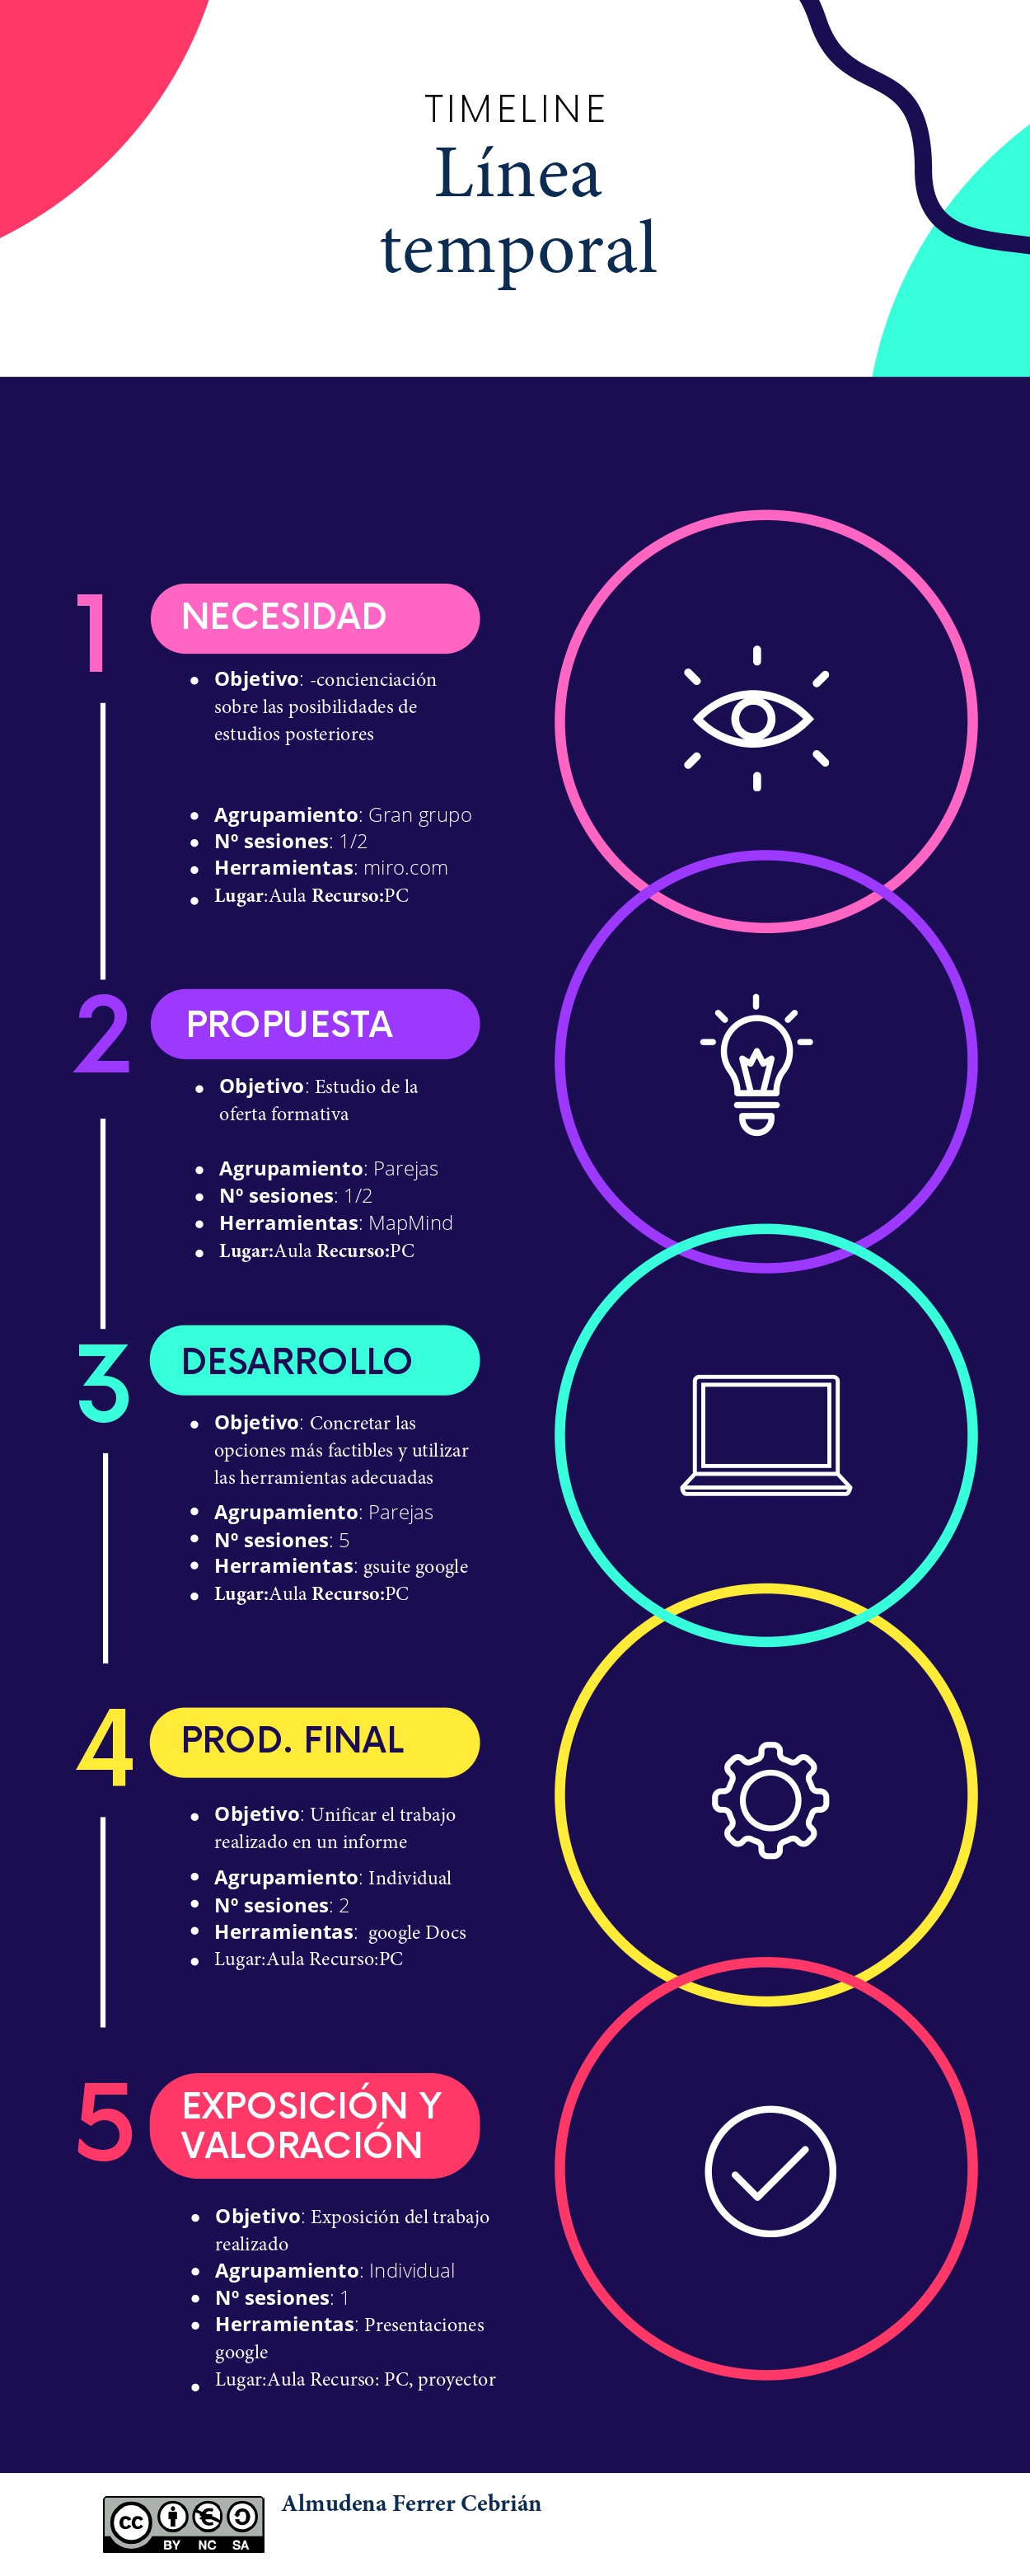 TIMELINE
Línea
temporal
1
NECESIDAD
Objetivo: -concienciación
sobre las posibilidades de
estudios posteriores
Agrupamiento: Gran grupo
Nº sesiones: 1/2
Herramientas: miro.com
Lugar:Aula Recurso:PC
2
PROPUESTA
Objetivo: Estudio de la
oferta formativa
Agrupamiento: Parejas
Nº sesiones: 1/2
Herramientas: MapMind
Lugar:Aula Recurso:PC
3
DESARROLLO
Objetivo: Concretar las
opciones más factibles y utilizar
las herramientas adecuadas
Agrupamiento: Parejas
Nº sesiones: 5
Herramientas: gsuite google
Lugar:Aula Recurso:PC
4
PROD. FINAL
Objetivo: Unificar el trabajo
realizado en un informe
Agrupamiento: Individual
Nº sesiones: 2
Herramientas: google Docs
Lugar:Aula Recurso:PC
5
EXPOSICIÓN Y
VALORACIÓN
Objetivo: Exposición del trabajo
realizado
Agrupamiento: Individual
Nº sesiones: 1
Herramientas: Presentaciones
google
Lugar:Aula Recurso: PC, proyector
Almudena Ferrer Cebrián
cc
BY NC SA